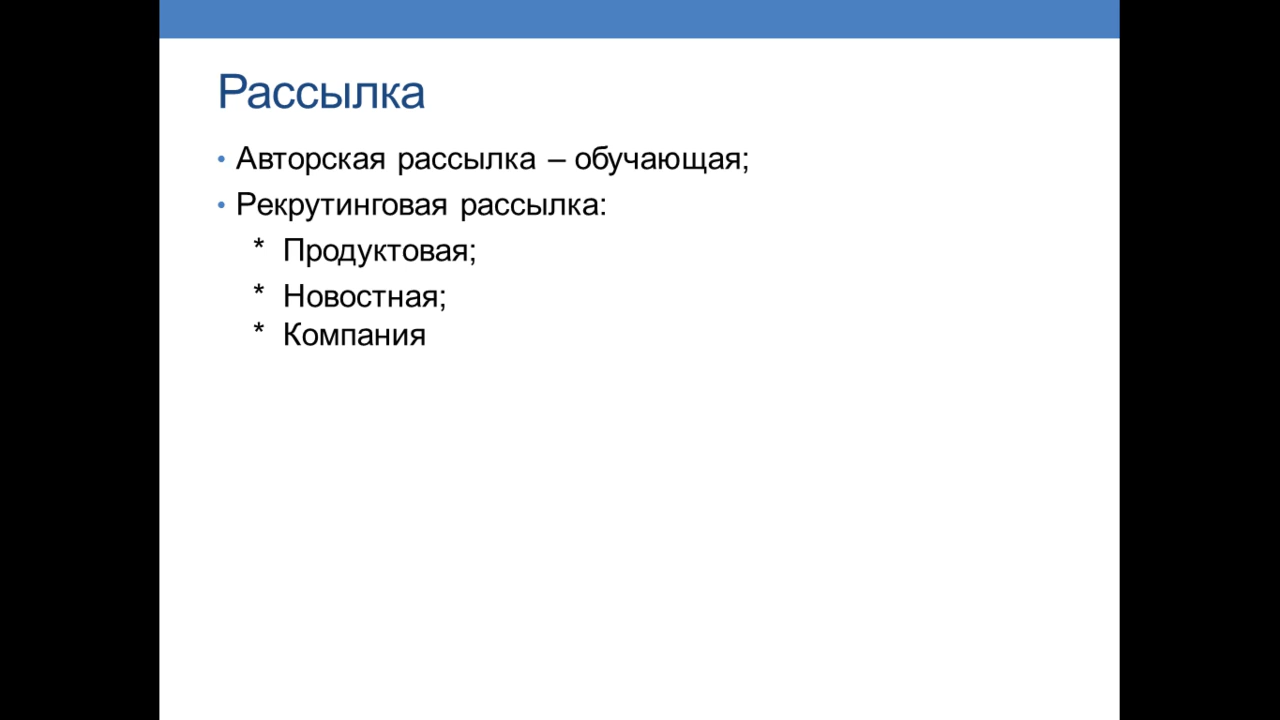 Рассылка
• Авторская рассылка – обучающая;
• Рекрутинговая рассылка:
* Продуктовая;
* Новостная;
* Компания